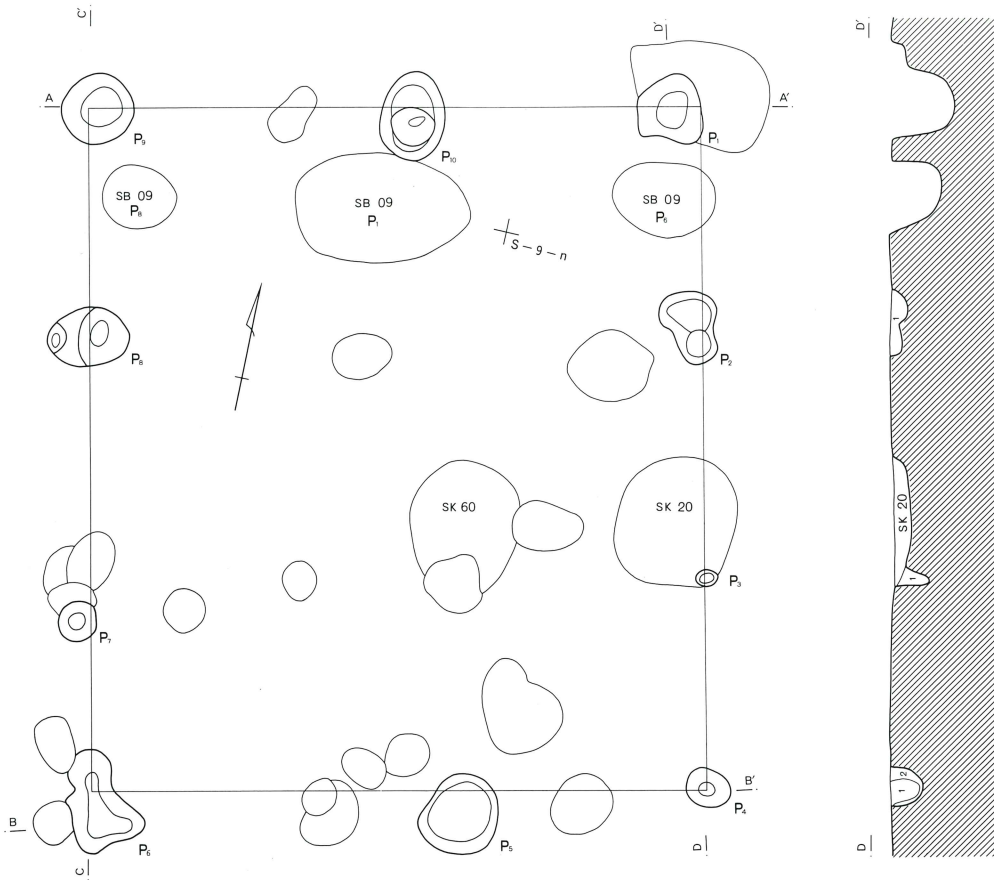 C′
D′
D′
A
A′
P₉
P₁₀
P₁
SB 09
P₈
SB 09
P₁
SB 09
P₆
S-9-n
1
P₈
P₂
SK 60
SK 20
SK 20
P₃
1
P₇
B′
1
2
P₄
B
P₆
P₅
C
D
D